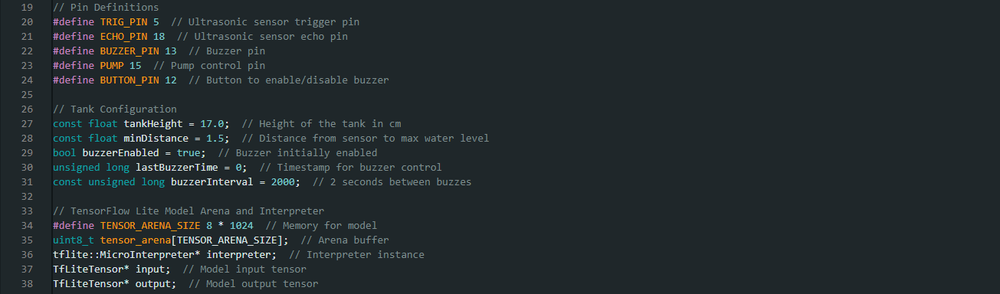 19 // Pin Definitions
20 #define TRIG_PIN 5  // Ultrasonic sensor trigger pin
21 #define ECHO_PIN 18  // Ultrasonic sensor echo pin
22 #define BUZZER_PIN 13  // Buzzer pin
23 #define PUMP 15  // Pump control pin
24 #define BUTTON_PIN 12  // Button to enable/disable buzzer
25
26 // Tank Configuration
27 const float tankHeight = 17.0;  // Height of the tank in cm
28 const float minDistance = 1.5;  // Distance from sensor to max water level
29 bool buzzerEnabled = true;  // Buzzer initially enabled
30 unsigned long lastBuzzerTime = 0;  // Timestamp for buzzer control
31 const unsigned long buzzerInterval = 2000;  // 2 seconds between buzzes
32
33 // TensorFlow Lite Model Arena and Interpreter
34 #define TENSOR_ARENA_SIZE 8 * 1024  // Memory for model
35 uint8_t tensor_arena[TENSOR_ARENA_SIZE];  // Arena buffer
36 tflite::MicroInterpreter* interpreter;  // Interpreter instance
37 TfLiteTensor* input;  // Model input tensor
38 TfLiteTensor* output;  // Model output tensor